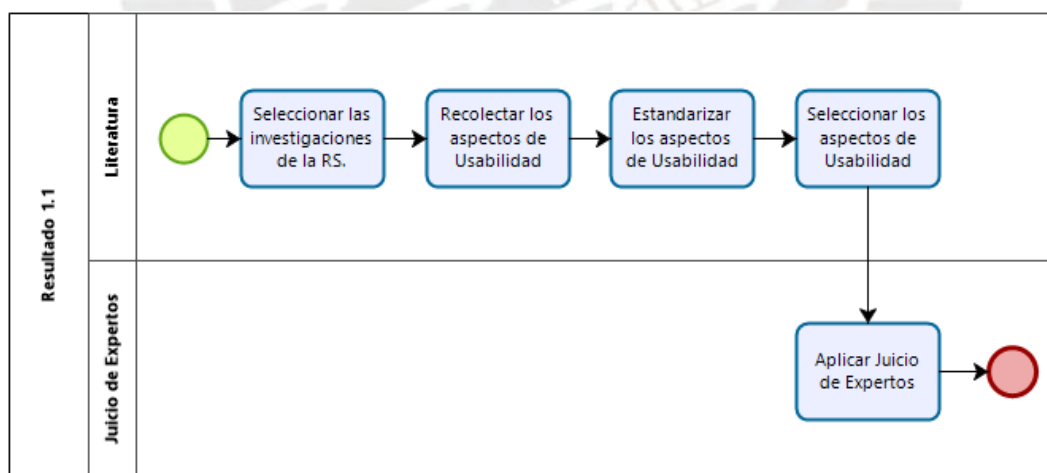 Resultado 1.1
Literatura
Seleccionar las
investigaciones
de la RS.
Recolectar los
aspectos de
Usabilidad
Estandarizar
los aspectos
de Usabilidad
Seleccionar los
aspectos de
Usabilidad
Juicio de Expertos
Aplicar Juicio
de Expertos